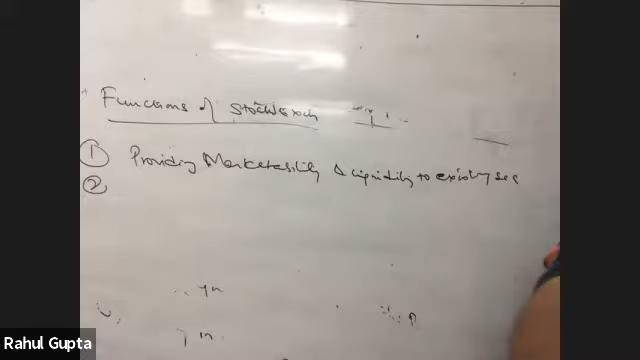 Functions of Stock Exch
① Providing Marketability & liquidity to existing sec
②
Rahul Gupta